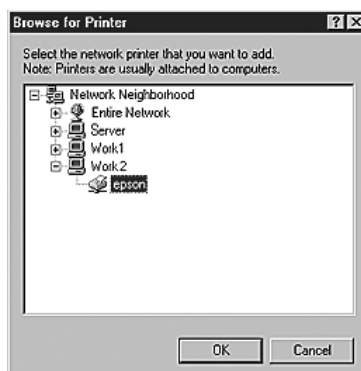 Browse for Printer
Select the network printer that you want to add.
Note: Printers are usually attached to computers.
Network Neighborhood
Entire Network
Server
Work1
Work2
epson
OK Cancel